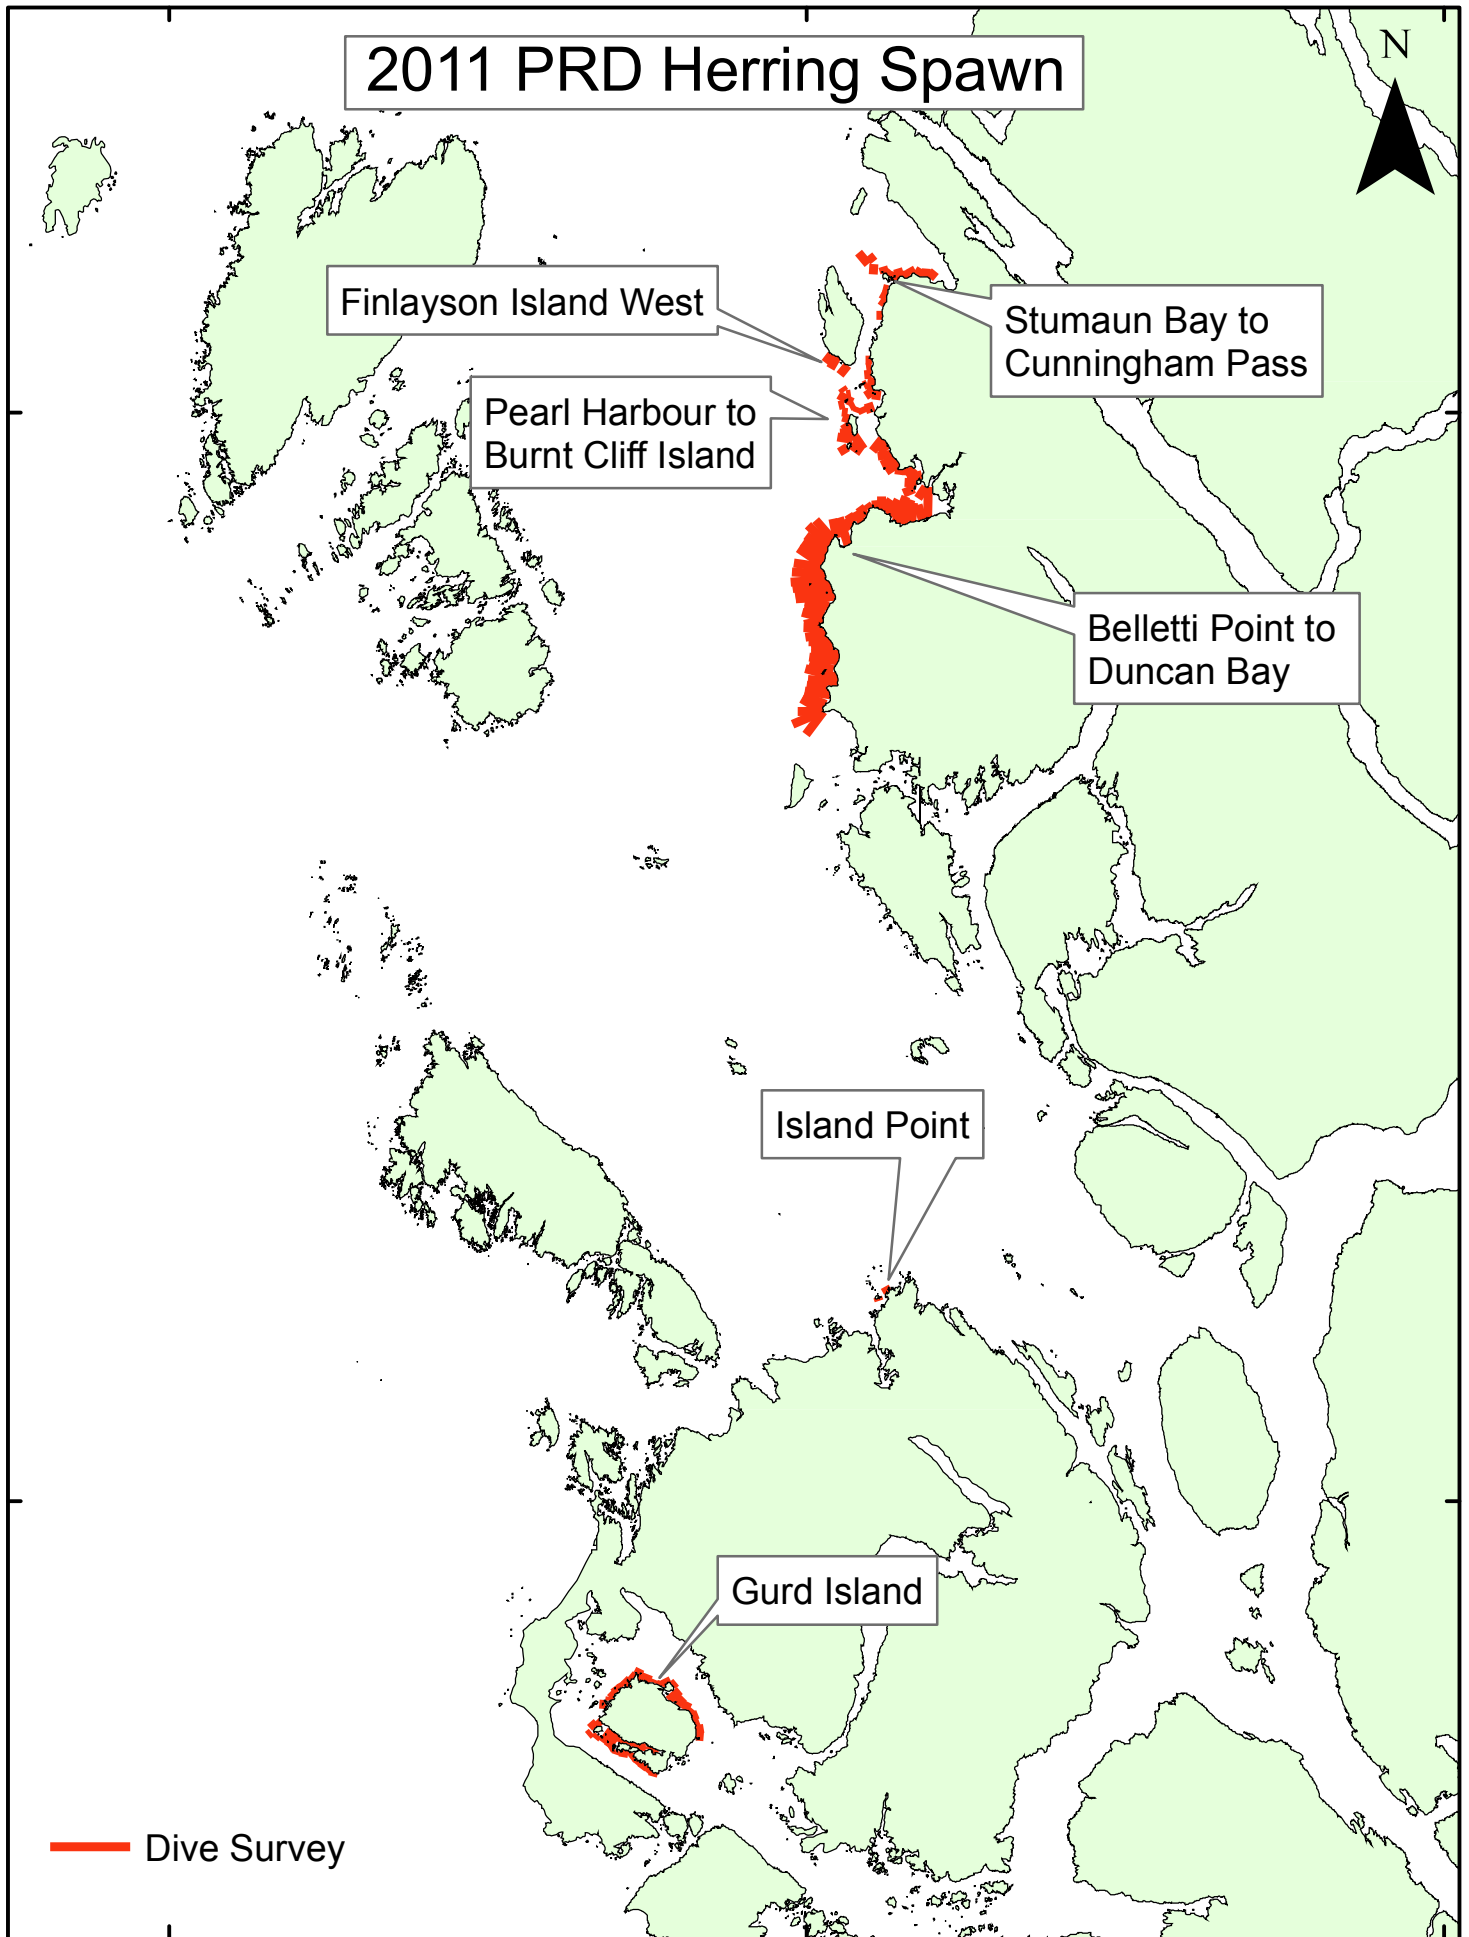 2011 PRD Herring Spawn
N
Finlayson Island West
Stumaun Bay to
Cunningham Pass
Pearl Harbour to
Burnt Cliff Island
Belletti Point to
Duncan Bay
Island Point
Gurd Island
Dive Survey